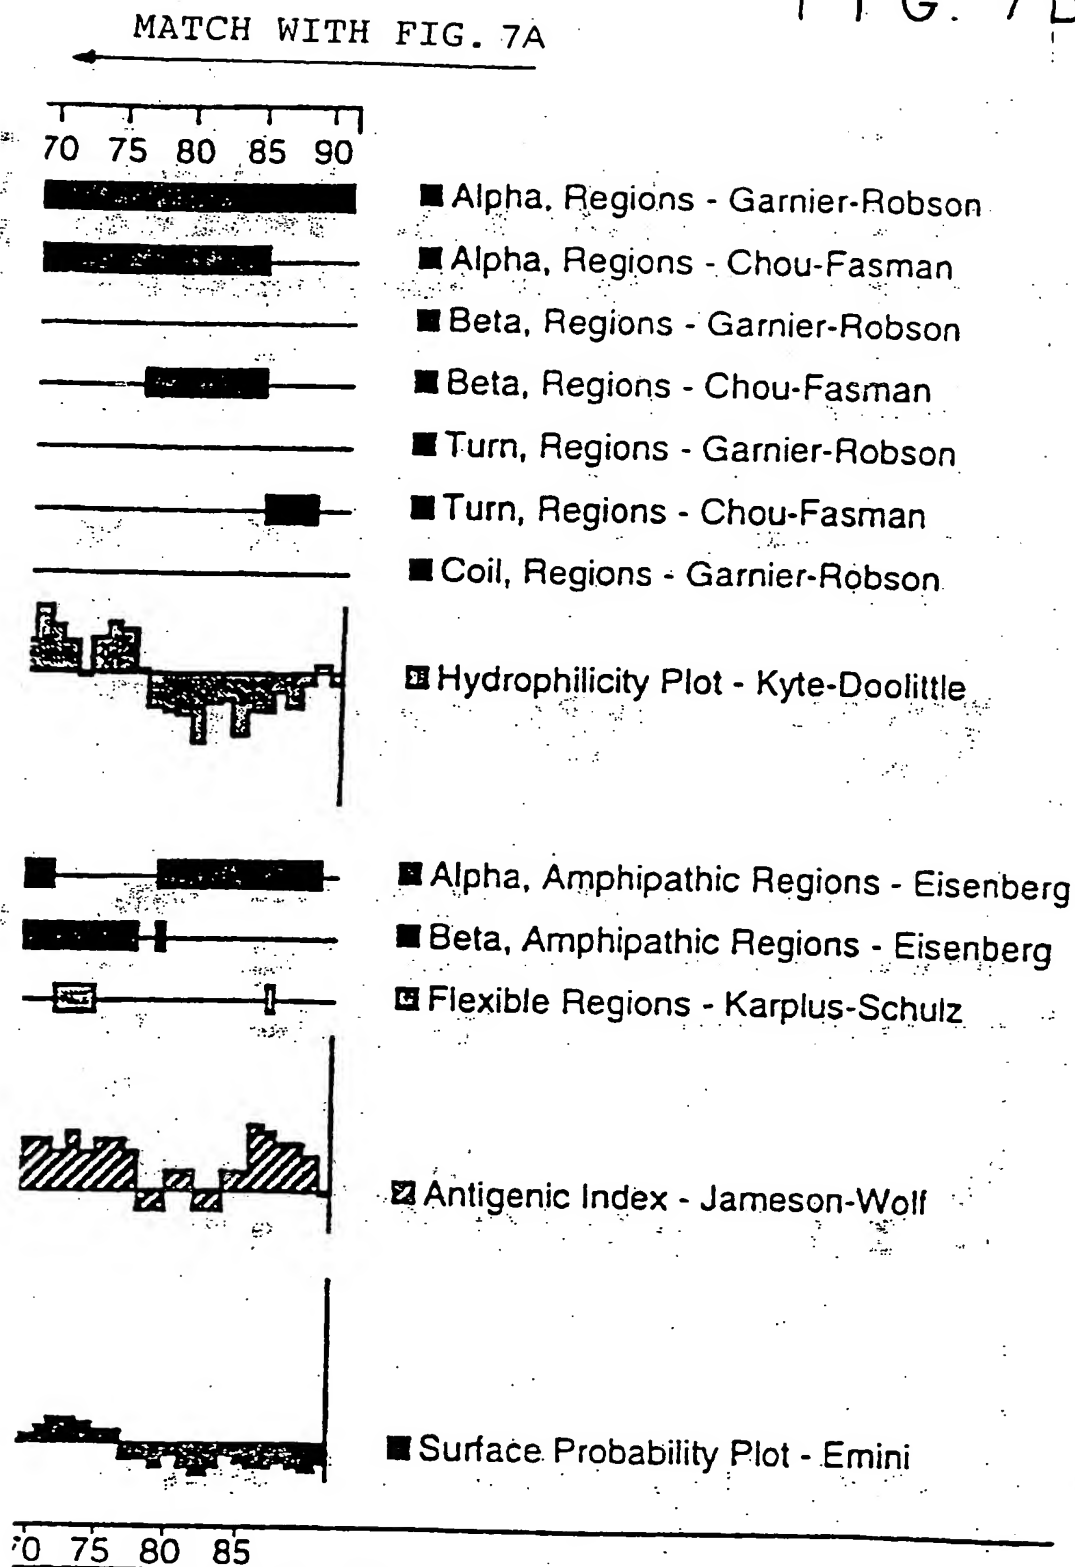 FIG. 7B
MATCH WITH FIG. 7A
70 75 80 85 90
Alpha, Regions - Garnier-Robson
Alpha, Regions - Chou-Fasman
Beta, Regions - Garnier-Robson
Beta, Regions - Chou-Fasman
Turn, Regions - Garnier-Robson
Turn, Regions - Chou-Fasman
Coil, Regions - Garnier-Robson
Hydrophilicity Plot - Kyte-Doolittle
Alpha, Amphipathic Regions - Eisenberg
Beta, Amphipathic Regions - Eisenberg
Flexible Regions - Karplus-Schulz
Antigenic Index - Jameson-Wolf
Surface Probability Plot - Emini
70 75 80 85